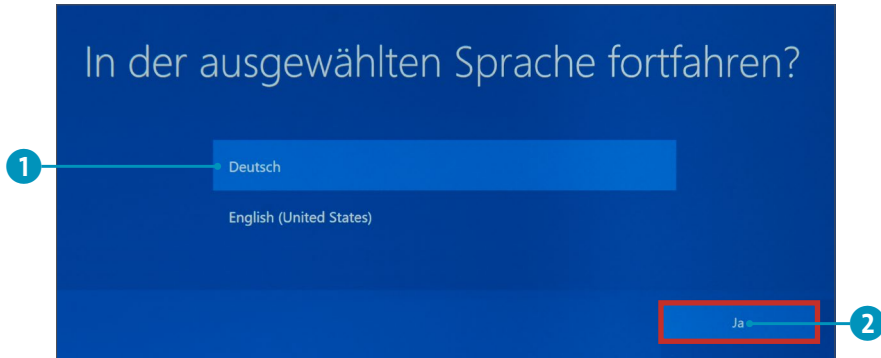 In der ausgewählten Sprache fortfahren?
1
Deutsch
English (United States)
Ja
2